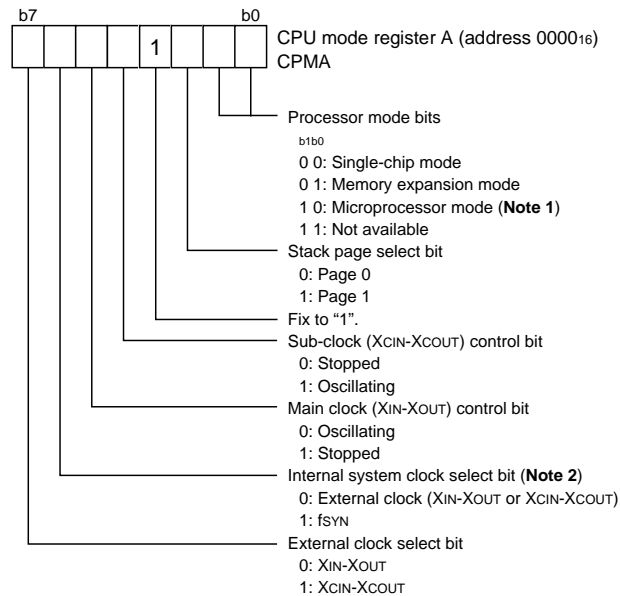 b7 b0
1 CPU mode register A (address 0000₁₆)
CPMA
Processor mode bits
b1b0
0 0: Single-chip mode
0 1: Memory expansion mode
1 0: Microprocessor mode (Note 1)
1 1: Not available
Stack page select bit
0: Page 0
1: Page 1
Fix to “1”.
Sub-clock (XCIN-XCOUT) control bit
0: Stopped
1: Oscillating
Main clock (XIN-XOUT) control bit
0: Oscillating
1: Stopped
Internal system clock select bit (Note 2)
0: External clock (XIN-XOUT or XCIN-XCOUT)
1: fSYN
External clock select bit
0: XIN-XOUT
1: XCIN-XCOUT